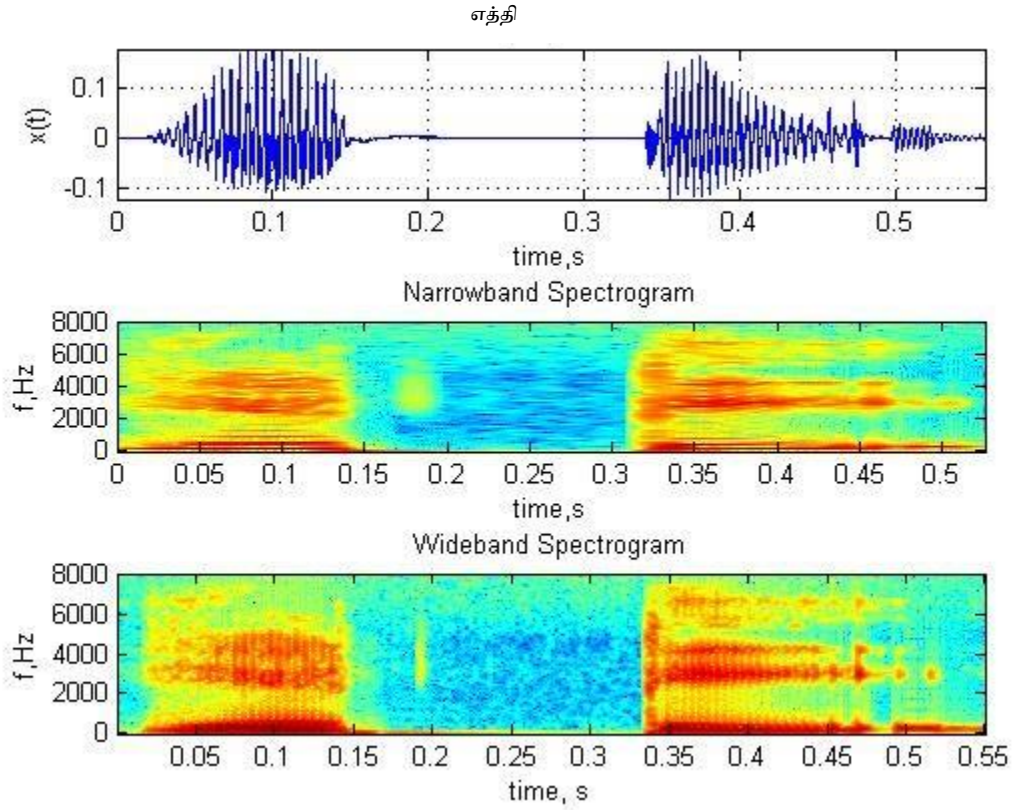 எத்தி
x(t)
0.1
0
-0.1
0 0.1 0.2 0.3 0.4 0.5
time,s
Narrowband Spectrogram
f,Hz
8000
6000
4000
2000
0
0 0.05 0.1 0.15 0.2 0.25 0.3 0.35 0.4 0.45 0.5
time,s
Wideband Spectrogram
f,Hz
8000
6000
4000
2000
0
0.05 0.1 0.15 0.2 0.25 0.3 0.35 0.4 0.45 0.5 0.55
time, s